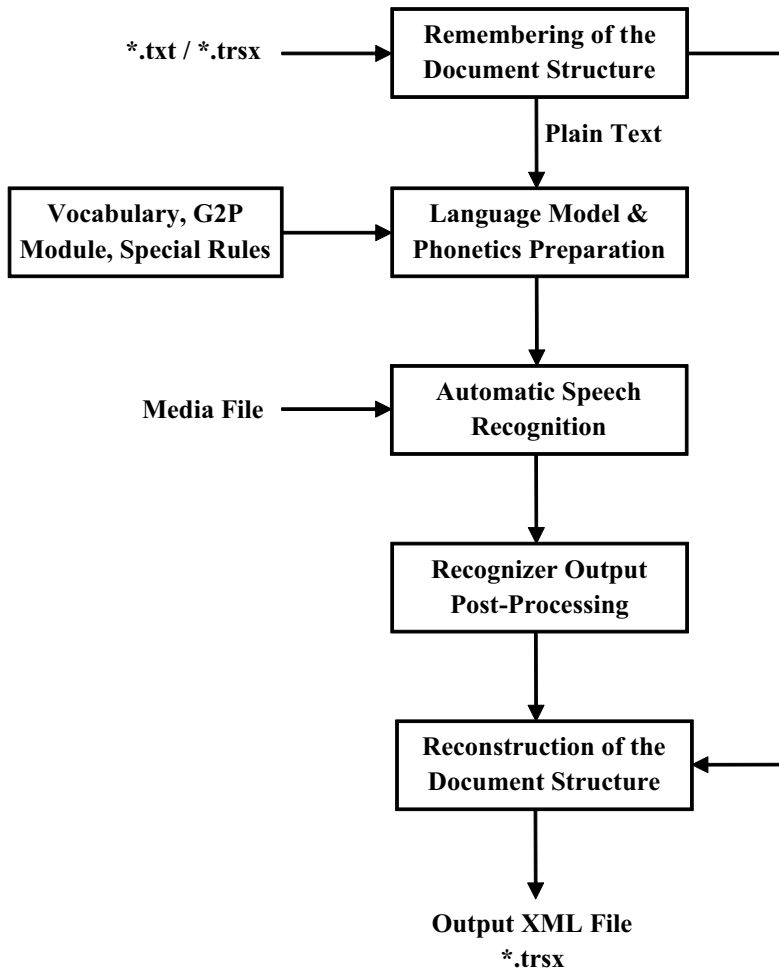 *.txt / *.trsx
Remembering of the
Document Structure
Plain Text
Vocabulary, G2P
Module, Special Rules
Language Model &
Phonetics Preparation
Media File
Automatic Speech
Recognition
Recognizer Output
Post-Processing
Reconstruction of the
Document Structure
Output XML File
*.trsx